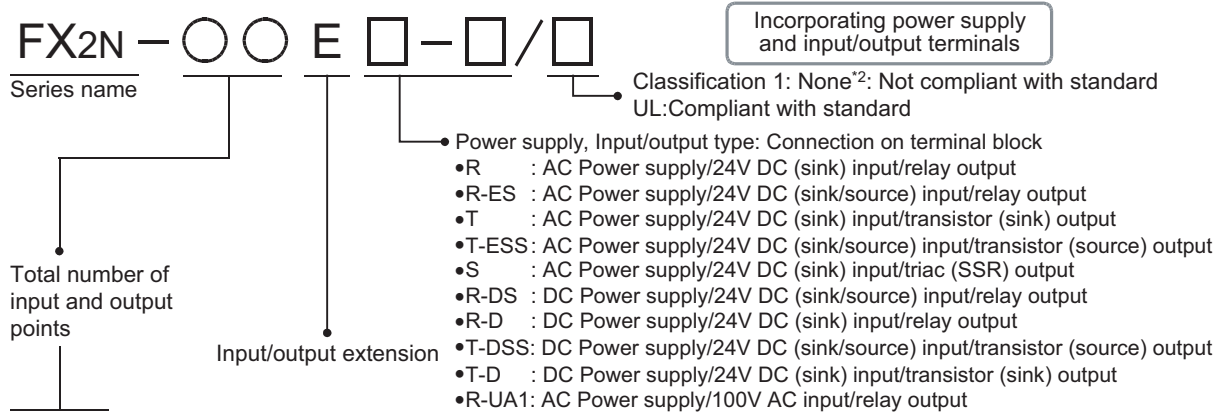 Incorporating power supply
and input/output terminals
FX2N – ○○ E □ – □ / □
Series name
Classification 1: None*2: Not compliant with standard
UL:Compliant with standard
Power supply, Input/output type: Connection on terminal block
•R : AC Power supply/24V DC (sink) input/relay output
•R-ES : AC Power supply/24V DC (sink/source) input/relay output
•T : AC Power supply/24V DC (sink) input/transistor (sink) output
•T-ESS: AC Power supply/24V DC (sink/source) input/transistor (source) output
•S : AC Power supply/24V DC (sink) input/triac (SSR) output
•R-DS : DC Power supply/24V DC (sink/source) input/relay output
•R-D : DC Power supply/24V DC (sink) input/relay output
•T-DSS: DC Power supply/24V DC (sink/source) input/transistor (source) output
•T-D : DC Power supply/24V DC (sink) input/transistor (sink) output
•R-UA1: AC Power supply/100V AC input/relay output
Total number of
input and output
points
Input/output extension